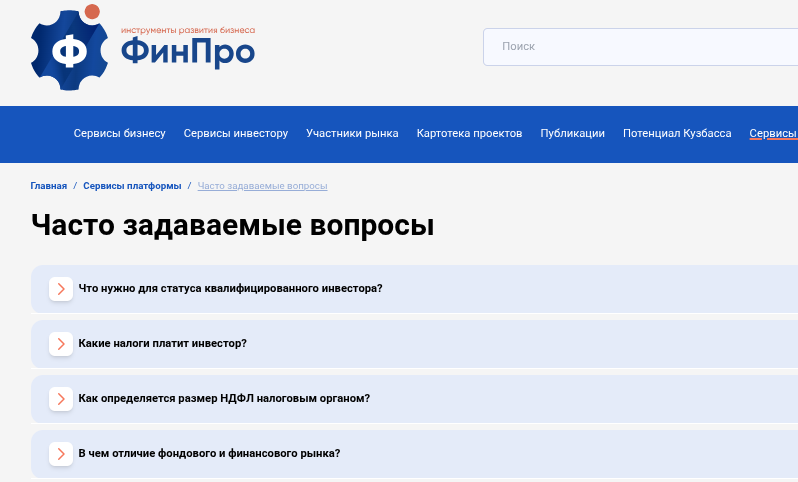 инструменты развития бизнеса
ФинПро
Поиск
Сервисы бизнесу Сервисы инвестору Участники рынка Картотека проектов Публикации Потенциал Кузбасса Сервисы
Главная / Сервисы платформы / Часто задаваемые вопросы
Часто задаваемые вопросы
Что нужно для статуса квалифицированного инвестора?
Какие налоги платит инвестор?
Как определяется размер НДФЛ налоговым органом?
В чем отличие фондового и финансового рынка?